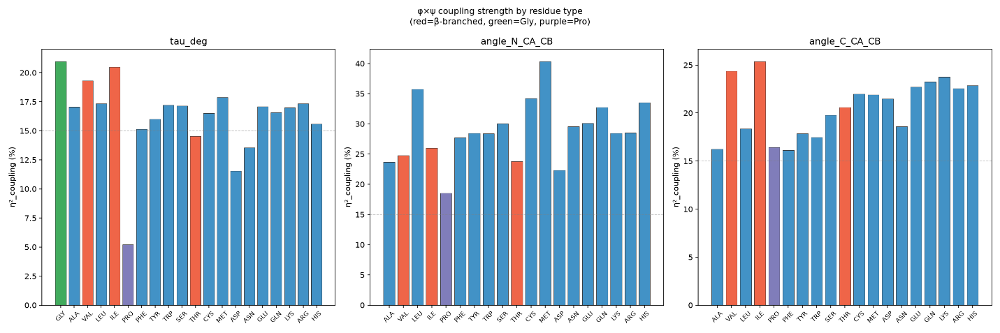 φ×ψ coupling strength by residue type
(red=β-branched, green=Gly, purple=Pro)
tau_deg
η²_coupling (%)
20.0
17.5
15.0
12.5
10.0
7.5
5.0
2.5
0.0
GLY
ALA
VAL
LEU
ILE
PRO
PHE
TYR
TRP
SER
THR
CYS
MET
ASP
ASN
GLU
GLN
LYS
ARG
HIS
angle_N_CA_CB
η²_coupling (%)
40
35
30
25
20
15
10
5
0
ALA
VAL
LEU
ILE
PRO
PHE
TYR
TRP
SER
THR
CYS
MET
ASP
ASN
GLU
GLN
LYS
ARG
HIS
angle_C_CA_CB
η²_coupling (%)
25
20
15
10
5
0
ALA
VAL
LEU
ILE
PRO
PHE
TYR
TRP
SER
THR
CYS
MET
ASP
ASN
GLU
GLN
LYS
ARG
HIS